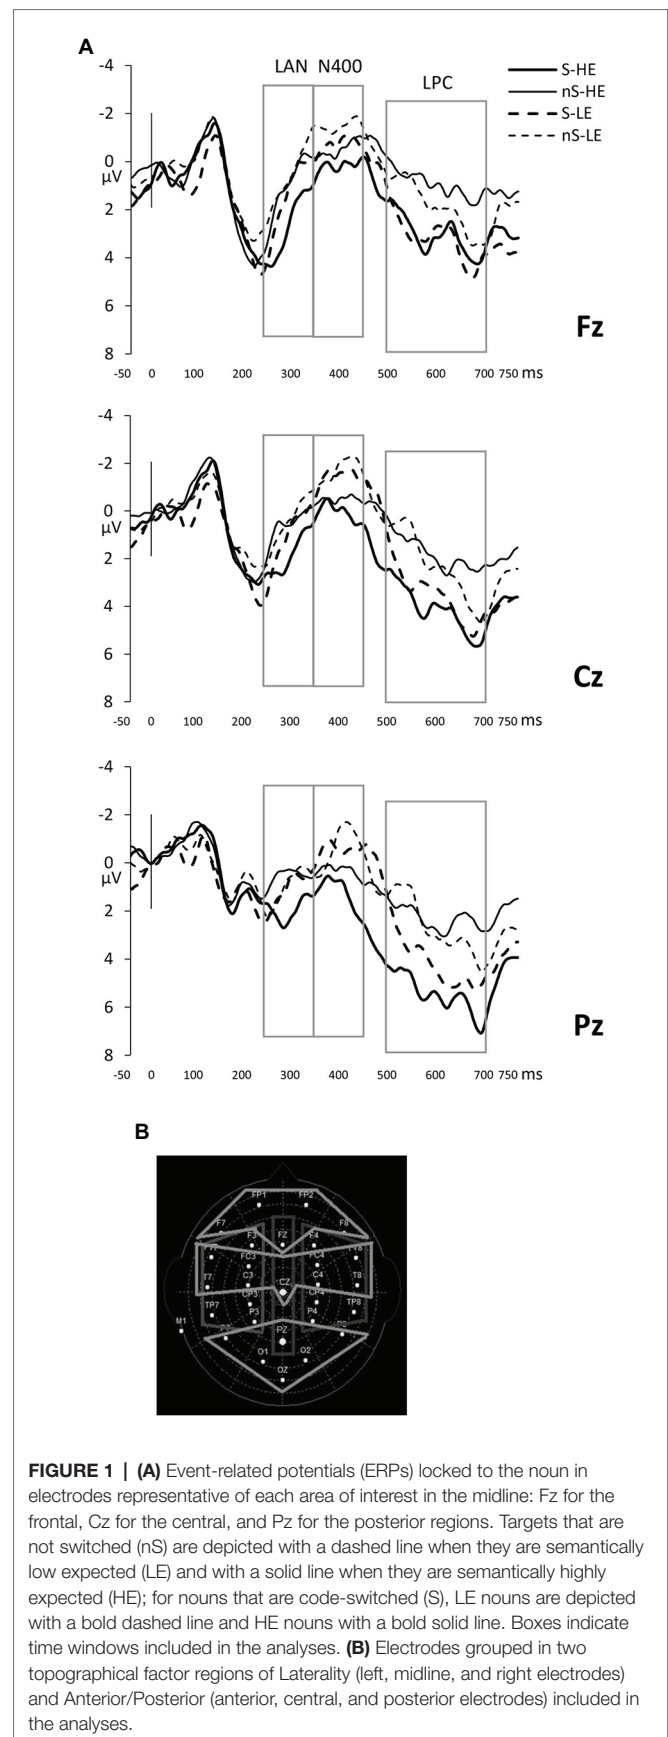 A
LAN N400
LPC
S-HE
nS-HE
S-LE
nS-LE
-4
-2
0
µV
2
4
6
8
Fz
-50 0 100 200 300 400 500 600 700 750 ms
-4
-2
0
µV
2
4
6
8
Cz
-50 0 100 200 300 400 500 600 700 750 ms
-4
-2
0
µV
2
4
6
8
Pz
-50 0 100 200 300 400 500 600 700 750 ms
B
FP1 FP2
F7 F3 FZ F4 F8
FC3 FC4
T7 C3 CZ C4 T8
CP3 CP4
TP7 P3 P4 TP8
M1
PZ
O1 O2
OZ
FIGURE 1 | (A) Event-related potentials (ERPs) locked to the noun in
electrodes representative of each area of interest in the midline: Fz for the
frontal, Cz for the central, and Pz for the posterior regions. Targets that are
not switched (nS) are depicted with a dashed line when they are semantically
low expected (LE) and with a solid line when they are semantically highly
expected (HE); for nouns that are code-switched (S), LE nouns are depicted
with a bold dashed line and HE nouns with a bold solid line. Boxes indicate
time windows included in the analyses. (B) Electrodes grouped in two
topographical factor regions of Laterality (left, midline, and right electrodes)
and Anterior/Posterior (anterior, central, and posterior electrodes) included in
the analyses.